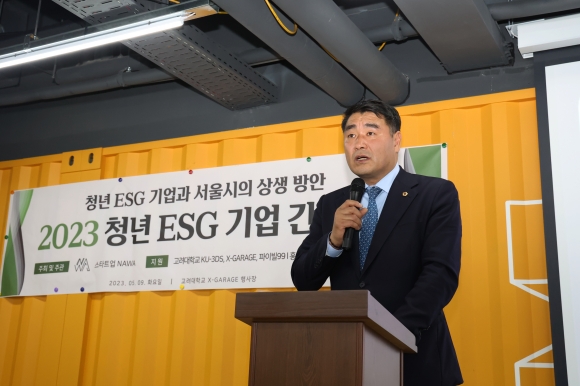 청년 ESG 기업과 서울시의 상생 방안
2023 청년 ESG 기업 간
주최 및 주관 스타트업 NAWA 지원 고려대학교 KU-3DS, X-GARAGE, 파이빌99
2023. 05. 09. 화요일 | 고려대학교 X-GARAGE 행사장